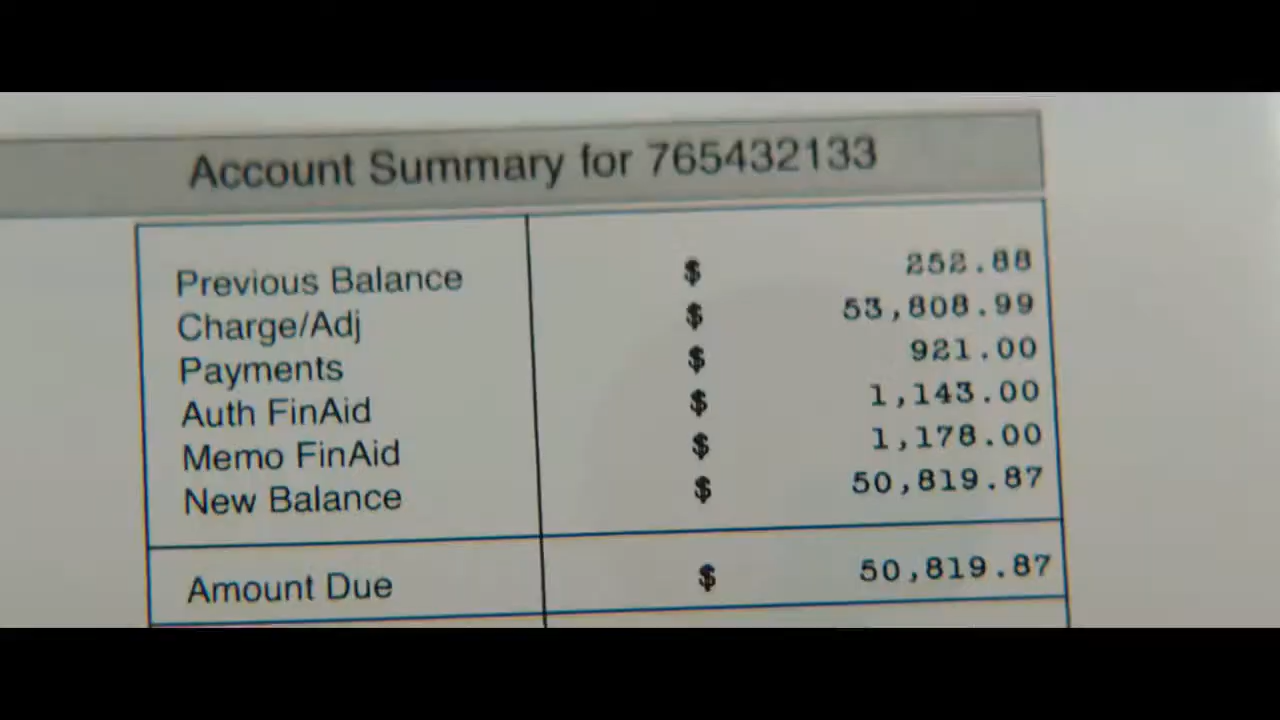 Account Summary for 765432133
Previous Balance $ 252.88
Charge/Adj $ 53,808.99
Payments $ 921.00
Auth FinAid $ 1,143.00
Memo FinAid $ 1,178.00
New Balance $ 50,819.87
Amount Due $ 50,819.87